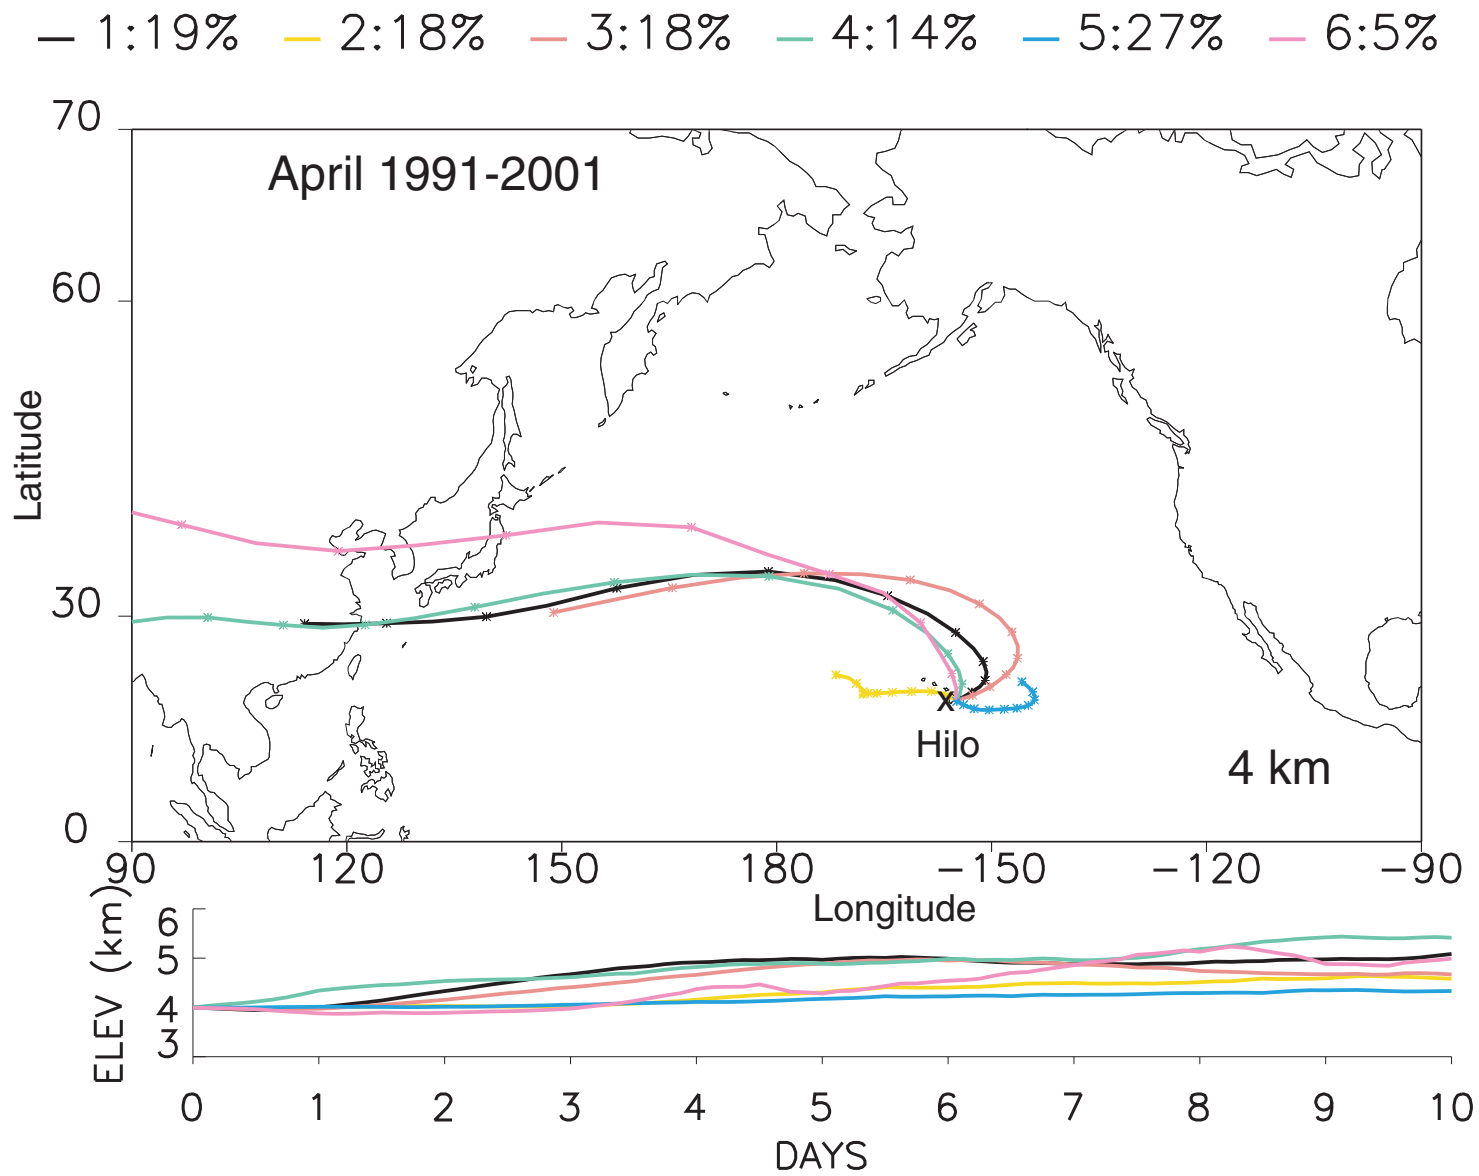 1:19% 2:18% 3:18% 4:14% 5:27% 6:5%
70
April 1991-2001
60
Latitude
30
X
Hilo
4 km
0
90 120 150 180 -150 -120 -90
Longitude
ELEV (km)
6
5
4
3
0 1 2 3 4 5 6 7 8 9 10
DAYS